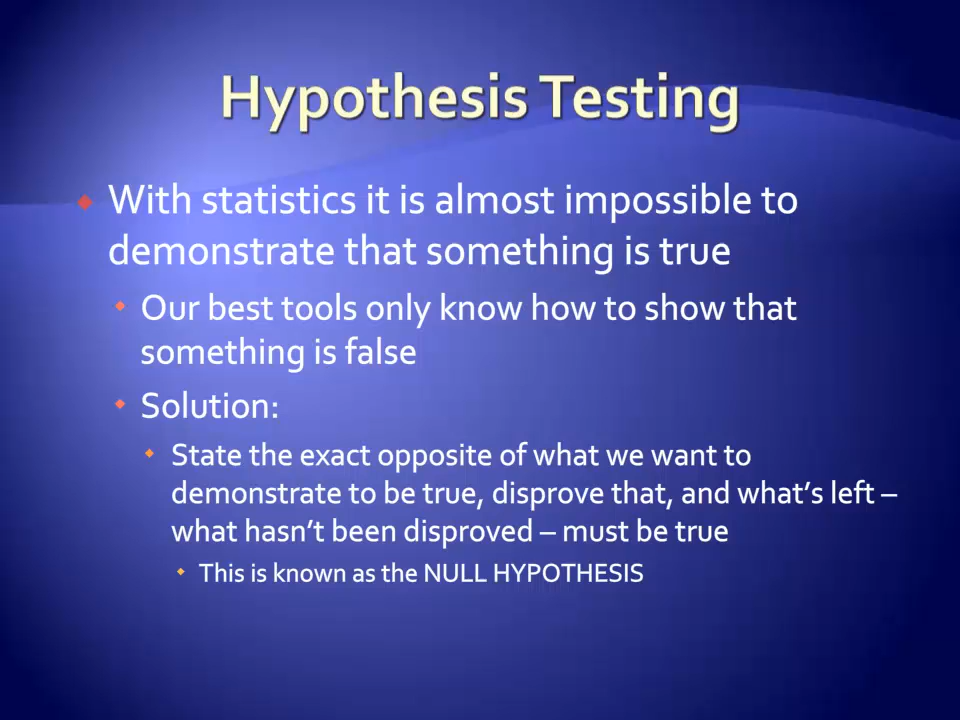 Hypothesis Testing
With statistics it is almost impossible to
demonstrate that something is true
Our best tools only know how to show that
something is false
Solution:
State the exact opposite of what we want to
demonstrate to be true, disprove that, and what’s left –
what hasn’t been disproved – must be true
This is known as the NULL HYPOTHESIS